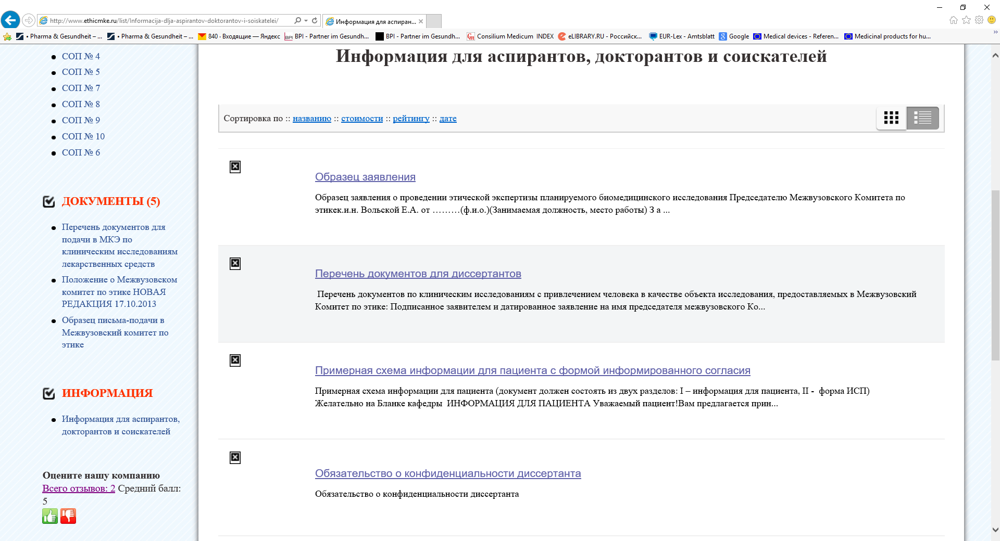 http://www.ethicmke.ru/list/Informacija-dlja-aspirantov-doktorantov-i-soiskatelei/
Информация для аспиран...
• Pharma & Gesundheit – ...
• Pharma & Gesundheit – ...
840 · Входящие — Яндекс
BPI - Partner im Gesundh...
BPI - Partner im Gesundh...
Consilium Medicum INDEX
eLIBRARY.RU - Российск...
EUR-Lex - Amtsblatt
Google
Medical devices - Referen...
Medicinal products for hu...
СОП № 4
СОП № 5
СОП № 7
СОП № 8
СОП № 9
СОП № 10
СОП № 6
ДОКУМЕНТЫ (5)
Перечень документов для
подачи в МКЭ по
клиническим исследованиям
лекарственных средств
Положение о Межвузовском
комитет по этике НОВАЯ
РЕДАКЦИЯ 17.10.2013
Образец письма-подачи в
Межвузовский комитет по
этике
ИНФОРМАЦИЯ
Информация для аспирантов,
докторантов и соискателей
Оцените нашу компанию
Всего отзывов: 2 Средний балл:
5
Информация для аспирантов, докторантов и соискателей
Сортировка по :: названию :: стоимости :: рейтингу :: дате
Образец заявления
Образец заявления о проведении этической экспертизы планируемого биомедицинского исследования Председателю Межвузовского Комитета по
этикек.и.н. Вольской Е.А. от ………(ф.и.о.)(Занимаемая должность, место работы) З а ...
Перечень документов для диссертантов
Перечень документов по клиническим исследованиям с привлечением человека в качестве объекта исследования, предоставляемых в Межвузовский
Комитет по этике: Подписанное заявителем и датированное заявление на имя председателя межвузовского Ко...
Примерная схема информации для пациента с формой информированного согласия
Примерная схема информации для пациента (документ должен состоять из двух разделов: I – информация для пациента, II - форма ИСП)
Желательно на Бланке кафедры ИНФОРМАЦИЯ ДЛЯ ПАЦИЕНТА Уважаемый пациент!Вам предлагается прин...
Обязательство о конфиденциальности диссертанта
Обязательство о конфиденциальности диссертанта